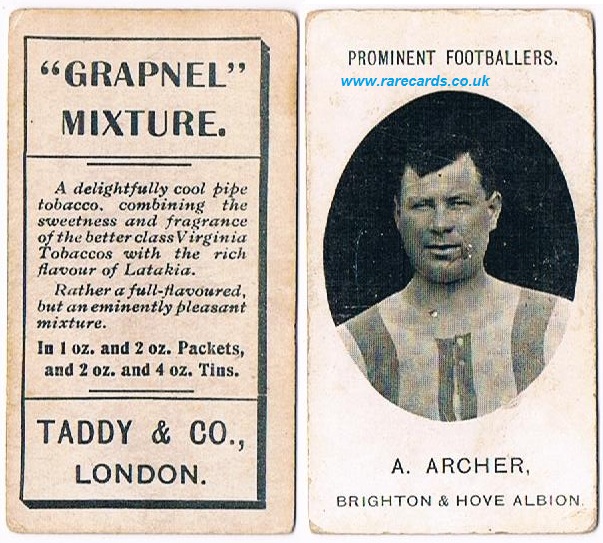 "GRAPNEL"
MIXTURE.
A delightfully cool pipe
tobacco, combining the
sweetness and fragrance
of the better class Virginia
Tobaccos with the rich
flavour of Latakia.
Rather a full-flavoured,
but an eminently pleasant
mixture.
In 1 oz. and 2 oz. Packets,
and 2 oz. and 4 oz. Tins.
TADDY & CO.,
LONDON.
PROMINENT FOOTBALLERS.
www.rarecards.co.uk
A. ARCHER,
BRIGHTON & HOVE ALBION.